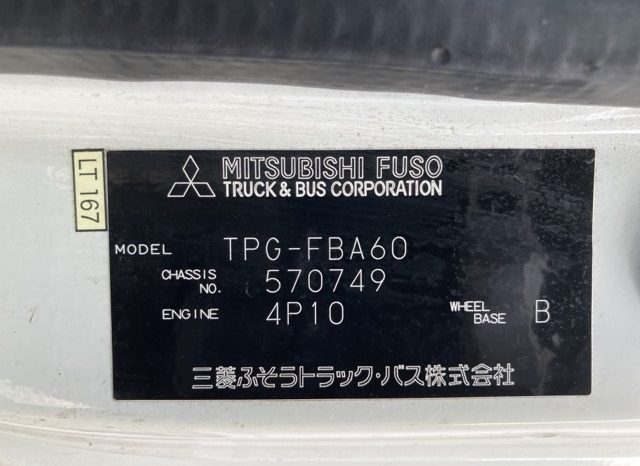 MITSUBISHI FUSO
TRUCK & BUS CORPORATION
LT 167
MODEL TPG-FBA60
CHASSIS NO. 570749
ENGINE 4P10 WHEEL BASE B
三菱ふそうトラック・バス株式会社